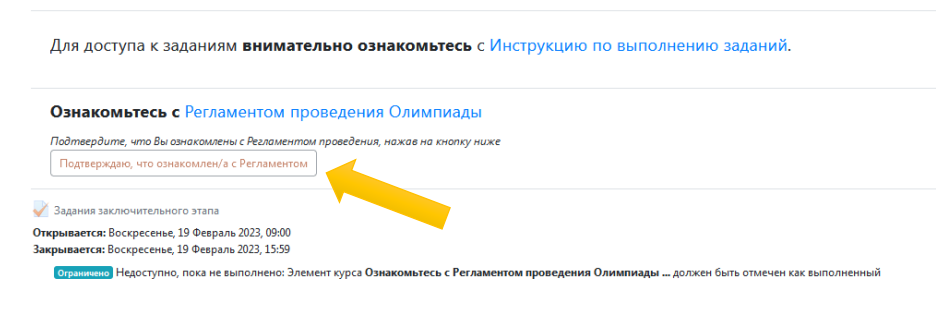 Для доступа к заданиям внимательно ознакомьтесь с Инструкцию по выполнению заданий.
Ознакомьтесь с Регламентом проведения Олимпиады
Подтвердите, что Вы ознакомлены с Регламентом проведения, нажав на кнопку ниже
Подтверждаю, что ознакомлен/а с Регламентом
Задания заключительного этапа
Открывается: Воскресенье, 19 Февраль 2023, 09:00
Закрывается: Воскресенье, 19 Февраль 2023, 15:59
Ограничено Недоступно, пока не выполнено: Элемент курса Ознакомьтесь с Регламентом проведения Олимпиады ... должен быть отмечен как выполненный